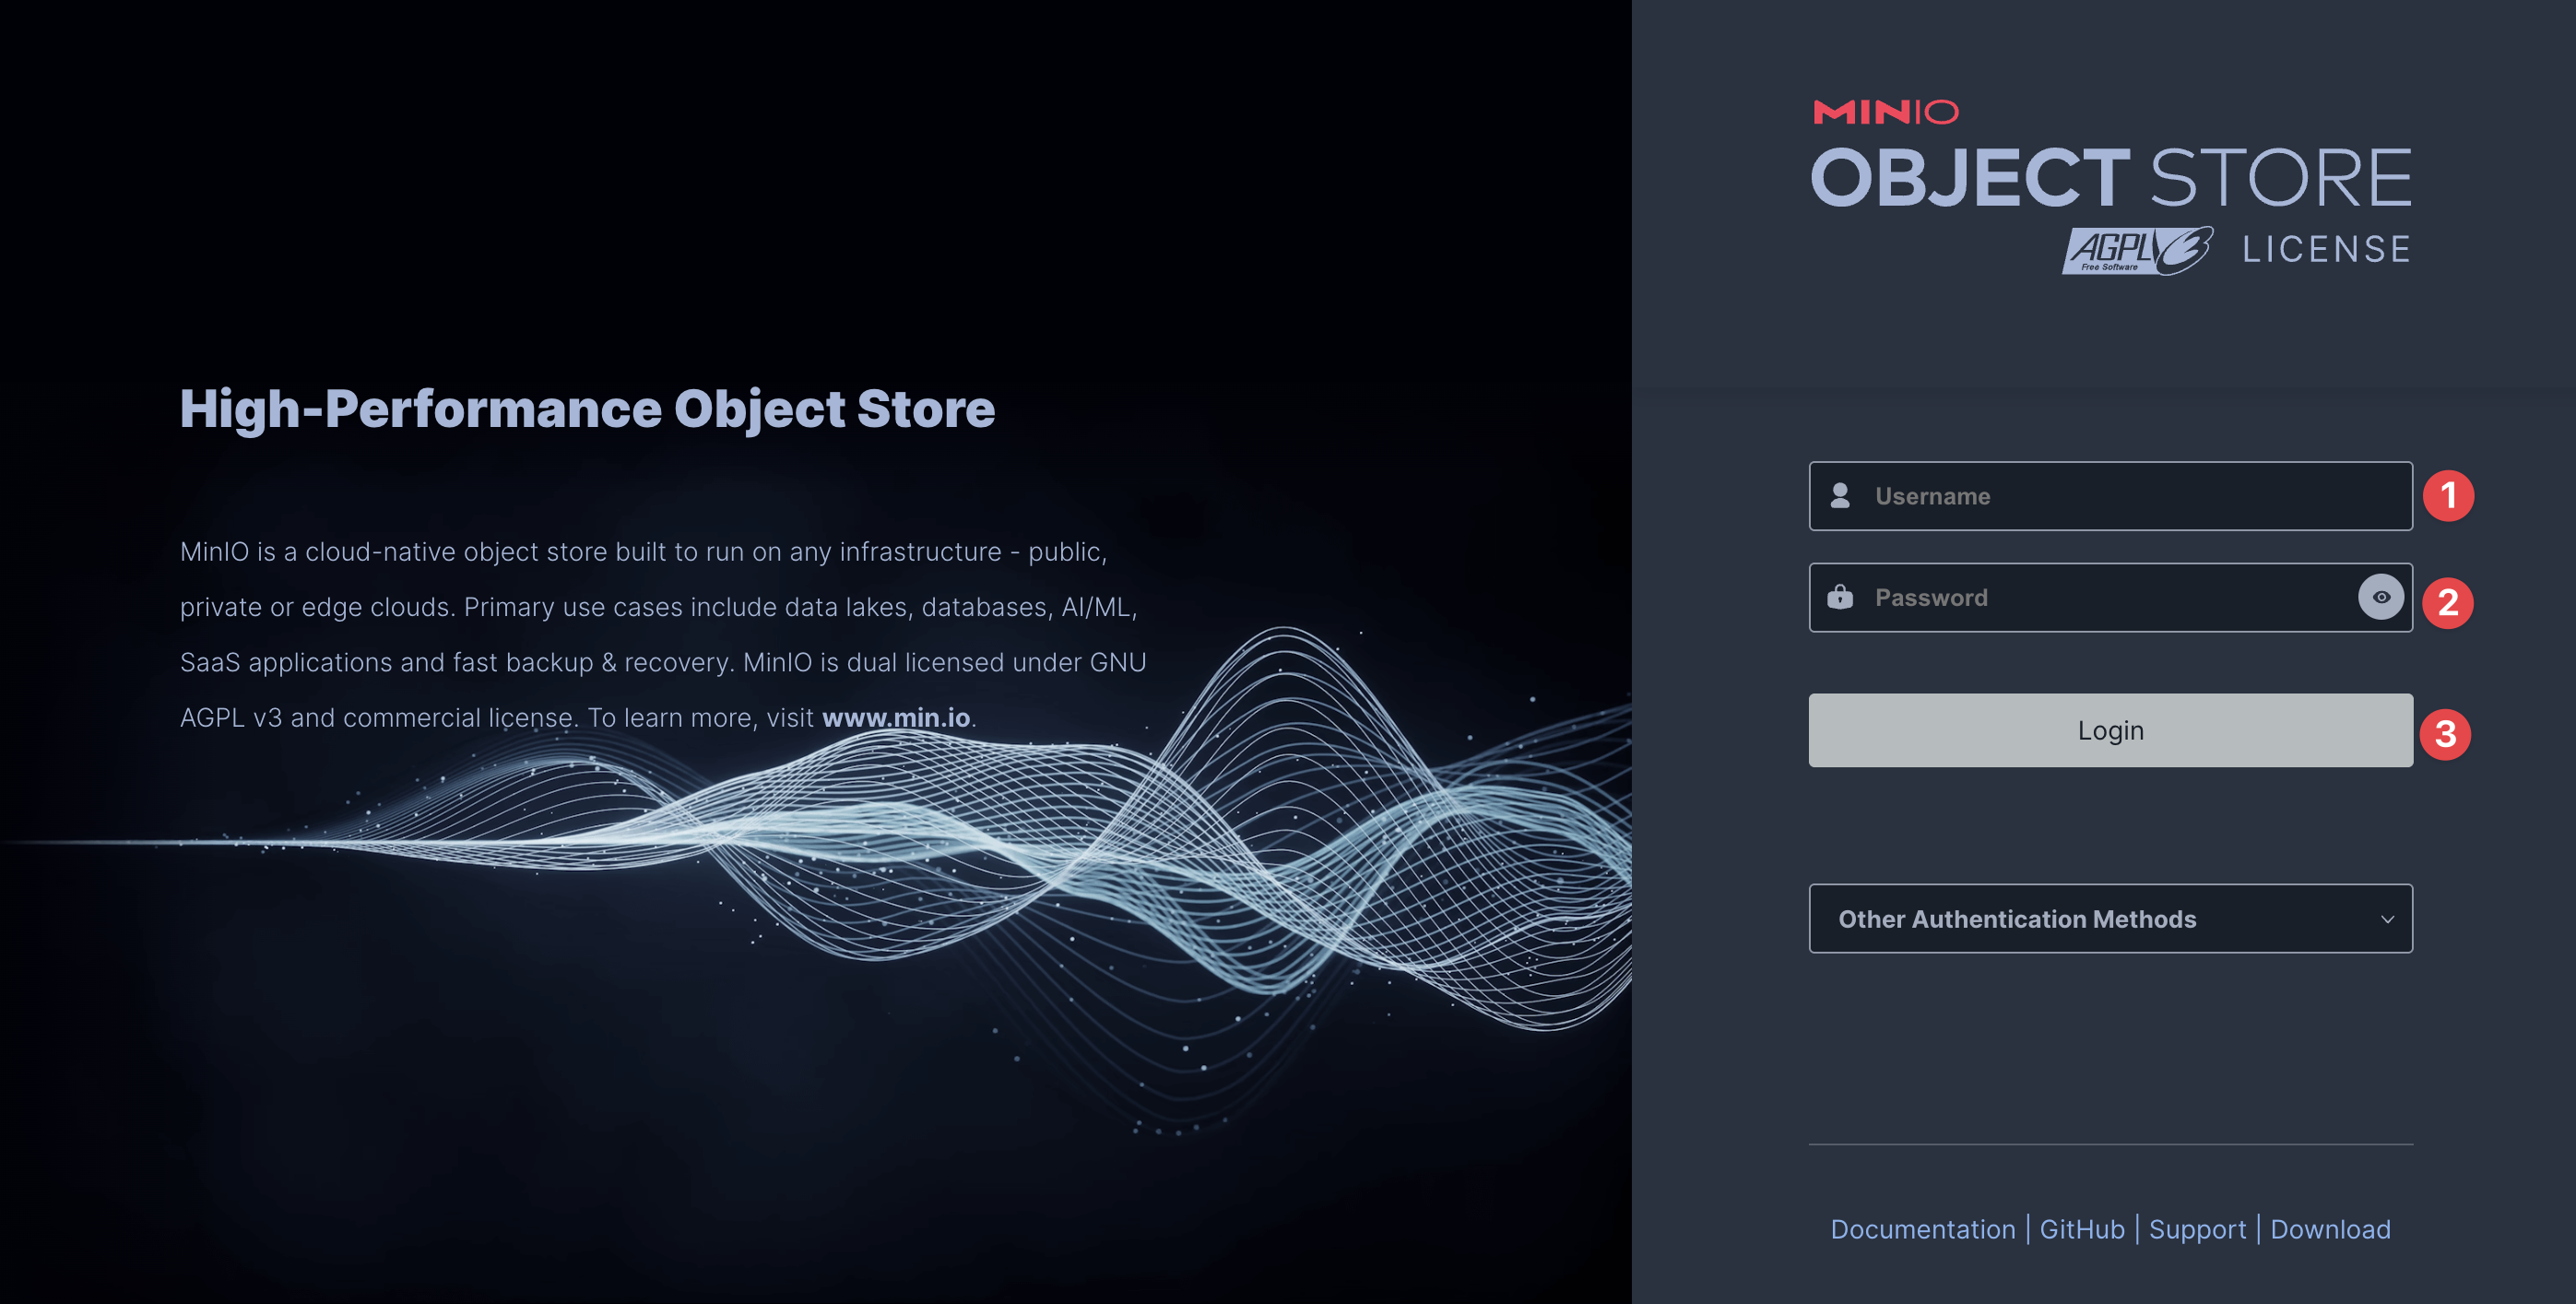 High-Performance Object Store
MinIO is a cloud-native object store built to run on any infrastructure - public,
private or edge clouds. Primary use cases include data lakes, databases, AI/ML,
SaaS applications and fast backup & recovery. MinIO is dual licensed under GNU
AGPL v3 and commercial license. To learn more, visit www.min.io.
MINIO
OBJECT STORE
AGPL v3 LICENSE
Free Software
Username 1
Password 2
Login 3
Other Authentication Methods
Documentation | GitHub | Support | Download